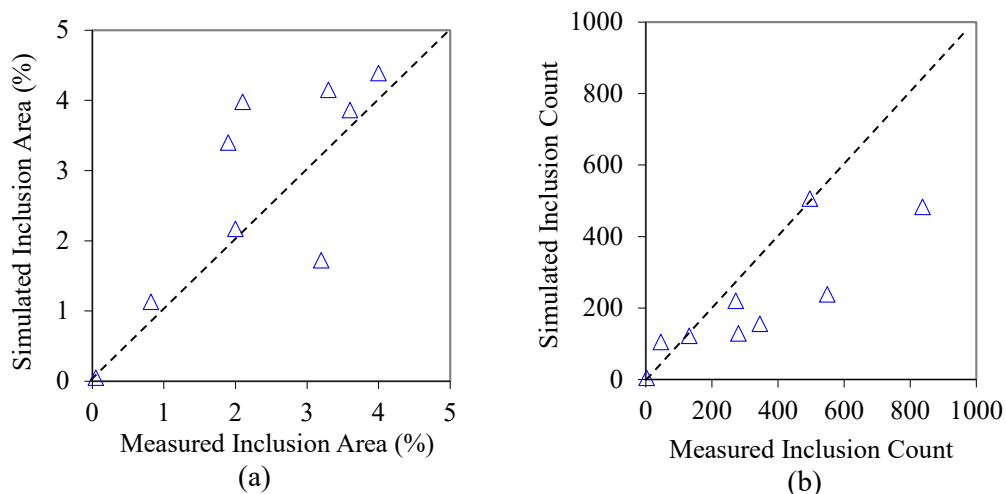 5
4
3
2
1
0
0 1 2 3 4 5
Simulated Inclusion Area (%)
Measured Inclusion Area (%)
(a)
1000
800
600
400
200
0
0 200 400 600 800 1000
Simulated Inclusion Count
Measured Inclusion Count
(b)